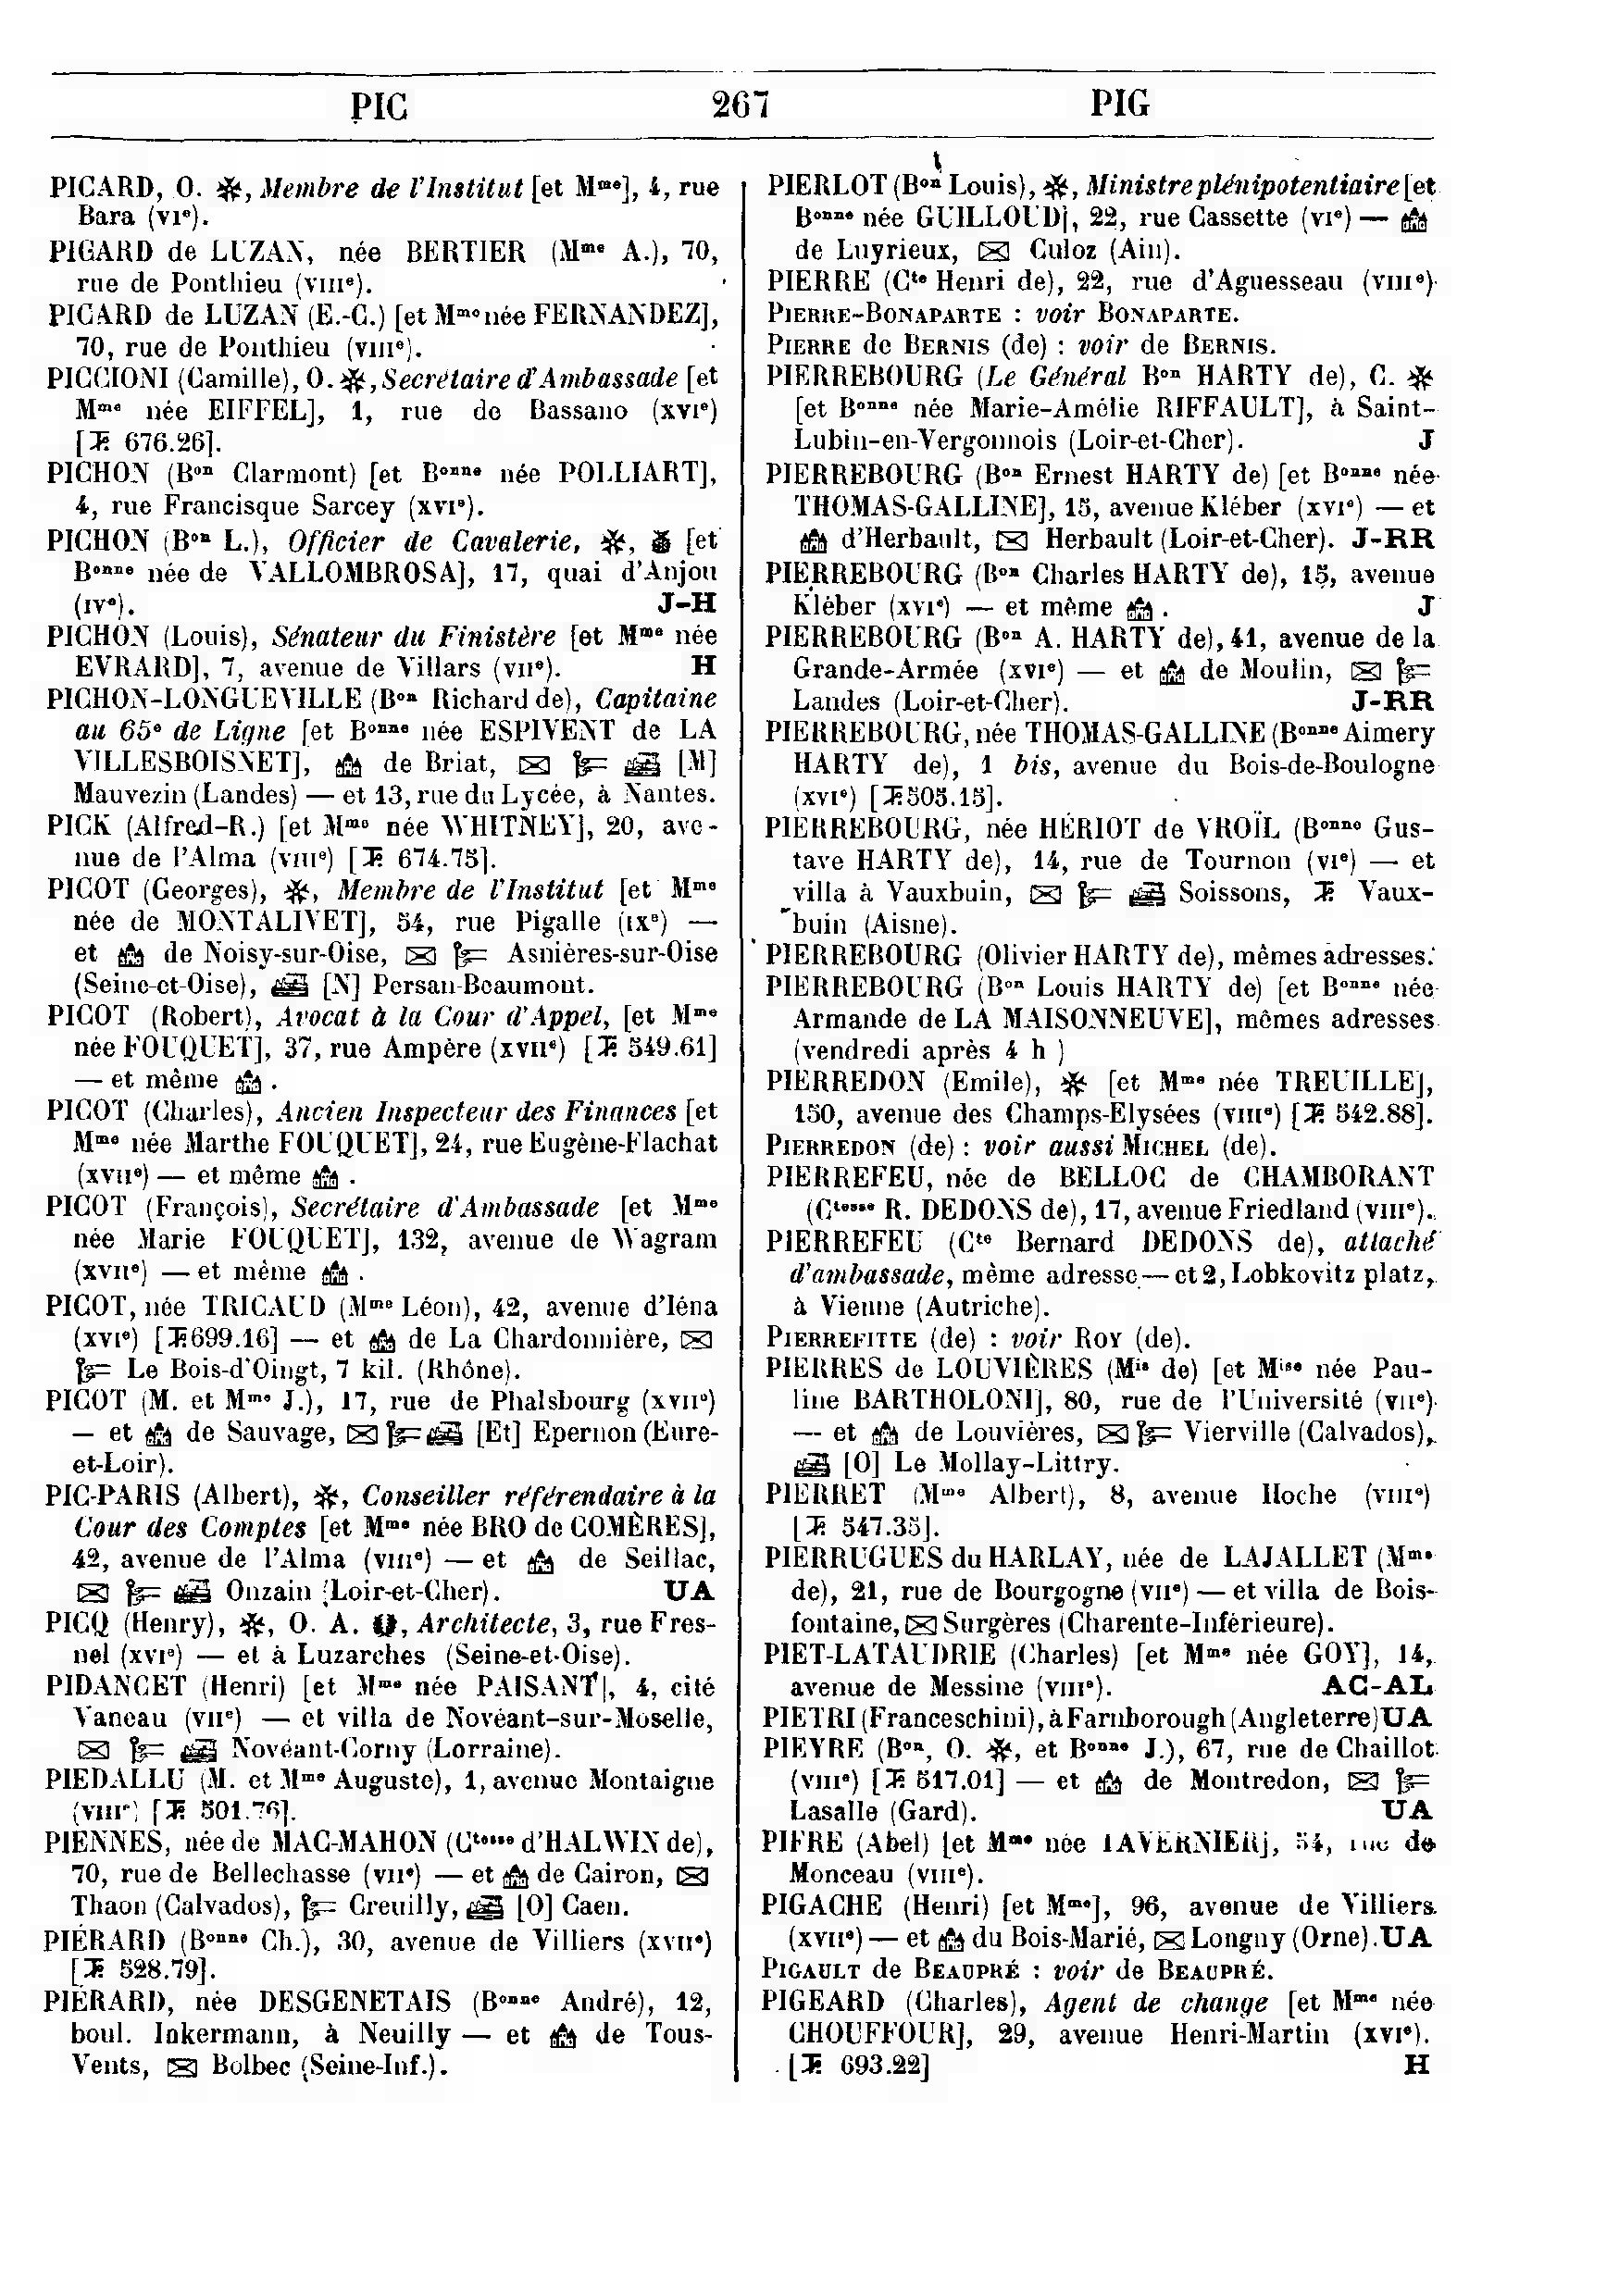 PIC 267 PIG
PICARD, O. ✻, Membre de l'Institut [et Mme], 4, rue
Bara (VIe).
PICARD de LUZAN, née BERTIER (Mme A.), 70,
rue de Ponthieu (VIIIe).
PICARD de LUZAN (E.-C.) [et Mme née FERNANDEZ],
70, rue de Ponthieu (VIIIe).
PICCIONI (Camille), O. ✻, Secrétaire d'Ambassade [et
Mme née EIFFEL], 1, rue de Bassano (XVIe)
[T. 676.26].
PICHON (Bon Clarmont) [et Bonne née POLLIART],
4, rue Francisque Sarcey (XVIe).
PICHON (Bon L.), Officier de Cavalerie, ✻, [et
Bonne née de VALLOMBROSA], 17, quai d'Anjou
(IVe). J-H
PICHON (Louis), Sénateur du Finistère [et Mme née
EVRARD], 7, avenue de Villars (VIIe). H
PICHON-LONGUEVILLE (Bon Richard de), Capitaine
au 65e de Ligne [et Bonne née ESPIVENT de LA
VILLESBOISNET], de Briat, [M]
Mauvezin (Landes) — et 13, rue du Lycée, à Nantes.
PICK (Alfred-R.) [et Mme née WHITNEY], 20, ave-
nue de l'Alma (VIIIe) [T. 674.75].
PICOT (Georges), ✻, Membre de l'Institut [et Mme
née de MONTALIVET], 54, rue Pigalle (IXe) —
et de Noisy-sur-Oise, Asnières-sur-Oise
(Seine-et-Oise), [N] Persan-Beaumont.
PICOT (Robert), Avocat à la Cour d'Appel, [et Mme
née FOUQUET], 37, rue Ampère (XVIIe) [T. 549.61]
— et même .
PICOT (Charles), Ancien Inspecteur des Finances [et
Mme née Marthe FOUQUET], 24, rue Eugène-Flachat
(XVIIe) — et même .
PICOT (François), Secrétaire d'Ambassade [et Mme
née Marie FOUQUET], 132, avenue de Wagram
(XVIIe) — et même .
PICOT, née TRICAUD (Mme Léon), 42, avenue d'Iéna
(XVIe) [T. 699.16] — et de La Chardonnière,
Le Bois-d'Oingt, 7 kil. (Rhône).
PICOT (M. et Mme J.), 17, rue de Phalsbourg (XVIIe)
— et de Sauvage, [Et] Epernon (Eure-
et-Loir).
PIC-PARIS (Albert), ✻, Conseiller référendaire à la
Cour des Comptes [et Mme née BRO de COMÈRES],
42, avenue de l'Alma (VIIIe) — et de Seillac,
Onzain (Loir-et-Cher). UA
PICQ (Henry), ✻, O. A. , Architecte, 3, rue Fres-
nel (XVIe) — et à Luzarches (Seine-et-Oise).
PIDANCET (Henri) [et Mme née PAISANT], 4, cité
Vaneau (VIIe) — et villa de Novéant-sur-Moselle,
Novéant-Corny (Lorraine).
PIEDALLU (M. et Mme Auguste), 1, avenue Montaigne
(VIIIe) [T. 501.76].
PIENNES, née de MAC-MAHON (Ctesse d'HALWIN de),
70, rue de Bellechasse (VIIe) — et de Cairon,
Thaon (Calvados), Creuilly, [O] Caen.
PIÉRARD (Bonne Ch.), 30, avenue de Villiers (XVIIe)
[T. 528.79].
PIÉRARD, née DESGENETAIS (Bonne André), 12,
boul. Inkermann, à Neuilly — et de Tous-
Vents, Bolbec (Seine-Inf.).
PIERLOT (Bon Louis), ✻, Ministre plénipotentiaire [et
Bonne née GUILLOUD], 22, rue Cassette (VIe) —
de Luyrieux, Culoz (Ain).
PIERRE (Cte Henri de), 22, rue d'Aguesseau (VIIIe).
PIERRE-BONAPARTE : voir BONAPARTE.
PIERRE de BERNIS (de) : voir de BERNIS.
PIERREBOURG (Le Général Bon HARTY de), C. ✻
[et Bonne née Marie-Amélie RIFFAULT], à Saint-
Lubin-en-Vergonnois (Loir-et-Cher). J
PIERREBOURG (Bon Ernest HARTY de) [et Bonne née
THOMAS-GALLINE], 15, avenue Kléber (XVIe) — et
d'Herbault, Herbault (Loir-et-Cher). J-RR
PIERREBOURG (Bon Charles HARTY de), 15, avenue
Kléber (XVIe) — et même . J
PIERREBOURG (Bon A. HARTY de), 41, avenue de la
Grande-Armée (XVIe) — et de Moulin,
Landes (Loir-et-Cher). J-RR
PIERREBOURG, née THOMAS-GALLINE (Bonne Aimery
HARTY de), 1 bis, avenue du Bois-de-Boulogne
(XVIe) [T. 505.15].
PIERREBOURG, née HÉRIOT de VROÏL (Bonne Gus-
tave HARTY de), 14, rue de Tournon (VIe) — et
villa à Vauxbuin, Soissons, T. Vaux-
buin (Aisne).
PIERREBOURG (Olivier HARTY de), mêmes adresses.
PIERREBOURG (Bon Louis HARTY de) [et Bonne née
Armande de LA MAISONNEUVE], mêmes adresses
(vendredi après 4 h )
PIERREDON (Emile), ✻ [et Mme née TREUILLE],
150, avenue des Champs-Elysées (VIIIe) [T. 542.88].
PIERREDON (de) : voir aussi MICHEL (de).
PIERREFEU, née de BELLOC de CHAMBORANT
(Ctesse R. DEDONS de), 17, avenue Friedland (VIIIe).
PIERREFEU (Cte Bernard DEDONS de), attaché
d'ambassade, même adresse — et 2, Lobkovitz platz,
à Vienne (Autriche).
PIERREFITTE (de) : voir ROY (de).
PIERRES de LOUVIÈRES (Mis de) [et Mise née Pau-
line BARTHOLONI], 80, rue de l'Université (VIIe)
— et de Louvières, Vierville (Calvados),
[O] Le Mollay-Littry.
PIERRET (Mme Albert), 8, avenue Hoche (VIIIe)
[T. 547.35].
PIERRUGUES du HARLAY, née de LAJALLET (Mme
de), 21, rue de Bourgogne (VIIe) — et villa de Bois-
fontaine, Surgères (Charente-Inférieure).
PIET-LATAUDRIE (Charles) [et Mme née GOY], 14,
avenue de Messine (VIIIe). AC-AL
PIETRI (Franceschini), à Farnborough (Angleterre) UA
PIEYRE (Bon, O. ✻, et Bonne J.), 67, rue de Chaillot
(VIIIe) [T. 517.01] — et de Montredon,
Lasalle (Gard). UA
PIFRE (Abel) [et Mme née TAVERNIER], 54, rue de
Monceau (VIIIe).
PIGACHE (Henri) [et Mme], 96, avenue de Villiers
(XVIIe) — et du Bois-Marié, Longny (Orne). UA
PIGAULT de BEAUPRÉ : voir de BEAUPRÉ.
PIGEARD (Charles), Agent de change [et Mme née
CHOUFFOUR], 29, avenue Henri-Martin (XVIe).
[T. 693.22] H